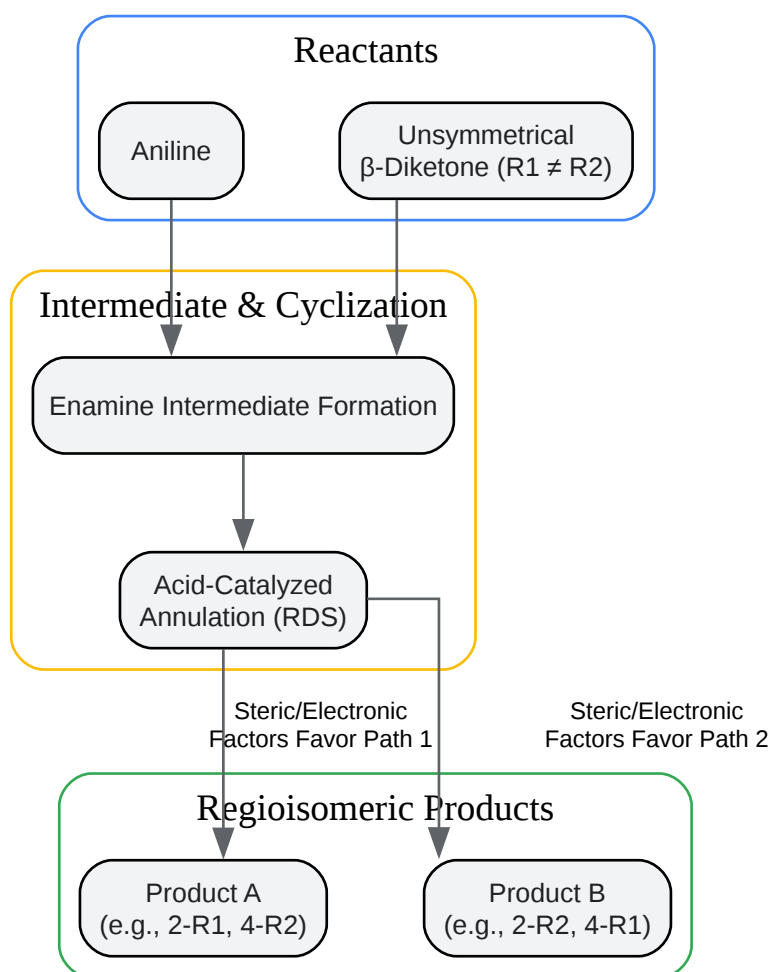 Reactants
Aniline
Unsymmetrical
β-Diketone (R1 ≠ R2)
Intermediate & Cyclization
Enamine Intermediate Formation
Acid-Catalyzed
Annulation (RDS)
Steric/Electronic
Factors Favor Path 1
Steric/Electronic
Factors Favor Path 2
Regioisomeric Products
Product A
(e.g., 2-R1, 4-R2)
Product B
(e.g., 2-R2, 4-R1)